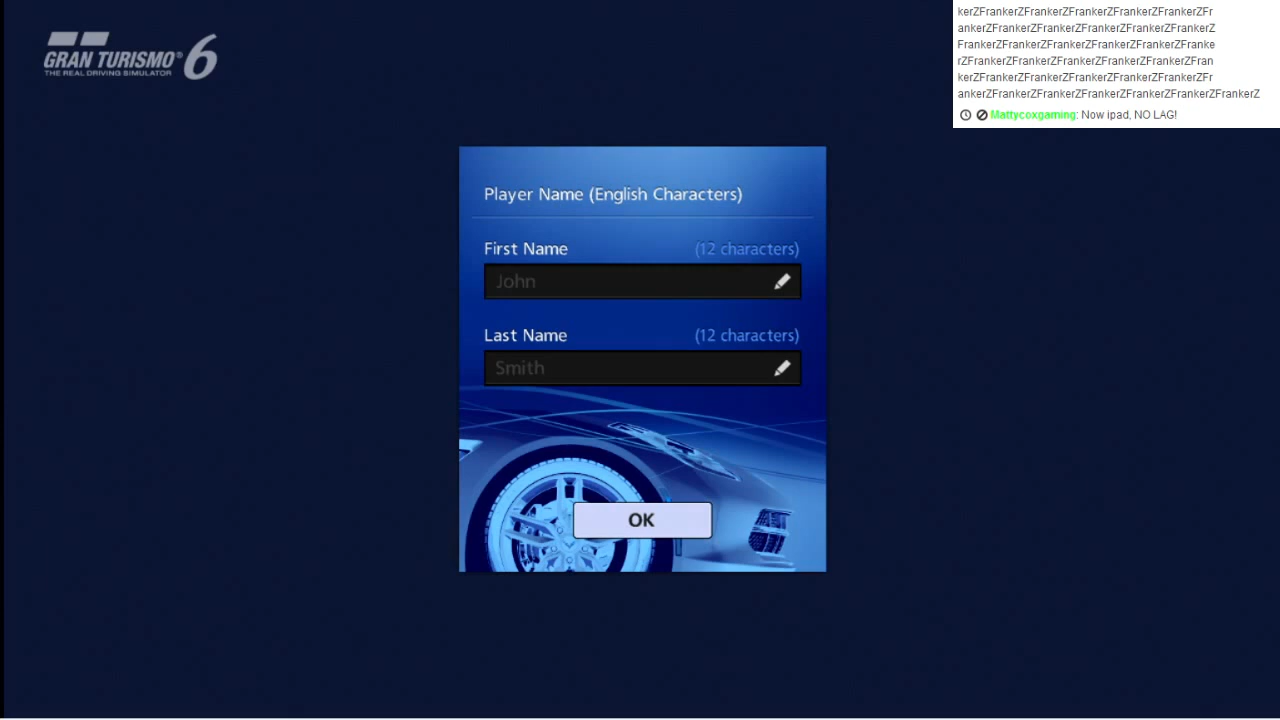 GRAN TURISMO® 6
THE REAL DRIVING SIMULATOR
kerZFrankerZFrankerZFrankerZFrankerZFrankerZFr
ankerZFrankerZFrankerZFrankerZFrankerZFrankerZ
FrankerZFrankerZFrankerZFrankerZFrankerZFranke
rZFrankerZFrankerZFrankerZFrankerZFrankerZFran
kerZFrankerZFrankerZFrankerZFrankerZFrankerZFr
ankerZFrankerZFrankerZFrankerZFrankerZFrankerZFrankerZ
Mattycoxgaming: Now ipad, NO LAG!
Player Name (English Characters)
First Name (12 characters)
John
Last Name (12 characters)
Smith
OK